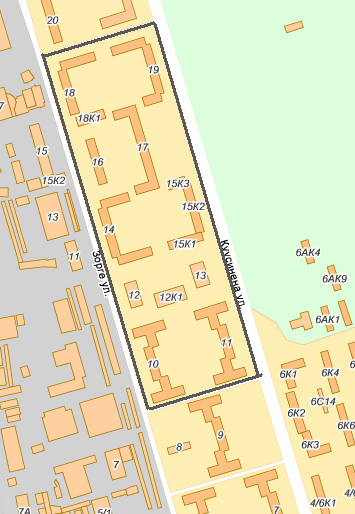 20
19
18
7
18К1
15
17
16
15К2
15К3
15К2
13
14
Зорге ул.
11
15К1
Куусинена ул.
6АК4
13
6АК9
12
12К1
6АК1
11
10
6К1
6К4
6С14
6К2
9
6К6
8
6К3
7
4/6К1
7А
5/1
7